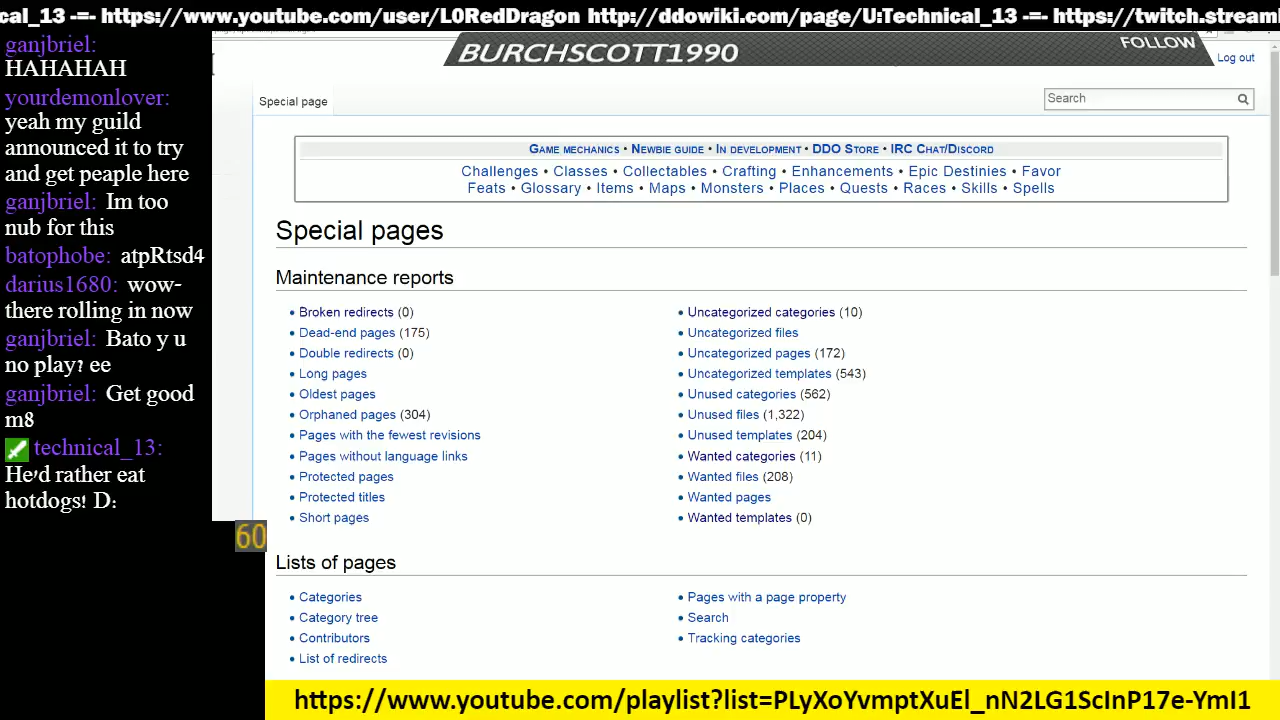 cal_13 -=- https://www.youtube.com/user/L0RedDragon http://ddowiki.com/page/U:Technical_13 -=- https://twitch.streaml
ganjbriel:
HAHAHAH
yourdemonlover:
yeah my guild
announced it to try
and get peaple here
ganjbriel: Im too
nub for this
batophobe: atpRtsd4
darius1680: wow-
there rolling in now
ganjbriel: Bato y u
no play? ee
ganjbriel: Get good
m8
technical_13:
He'd rather eat
hotdogs! D:
60
BURCHSCOTT1990
FOLLOW
Log out
Special page
Search
Game mechanics • Newbie guide • In development • DDO Store • IRC Chat/Discord
Challenges • Classes • Collectables • Crafting • Enhancements • Epic Destinies • Favor
Feats • Glossary • Items • Maps • Monsters • Places • Quests • Races • Skills • Spells
Special pages
Maintenance reports
• Broken redirects (0)
• Dead-end pages (175)
• Double redirects (0)
• Long pages
• Oldest pages
• Orphaned pages (304)
• Pages with the fewest revisions
• Pages without language links
• Protected pages
• Protected titles
• Short pages
• Uncategorized categories (10)
• Uncategorized files
• Uncategorized pages (172)
• Uncategorized templates (543)
• Unused categories (562)
• Unused files (1,322)
• Unused templates (204)
• Wanted categories (11)
• Wanted files (208)
• Wanted pages
• Wanted templates (0)
Lists of pages
• Categories
• Category tree
• Contributors
• List of redirects
• Pages with a page property
• Search
• Tracking categories
https://www.youtube.com/playlist?list=PLyXoYvmptXuEl_nN2LG1ScInP17e-YmI1